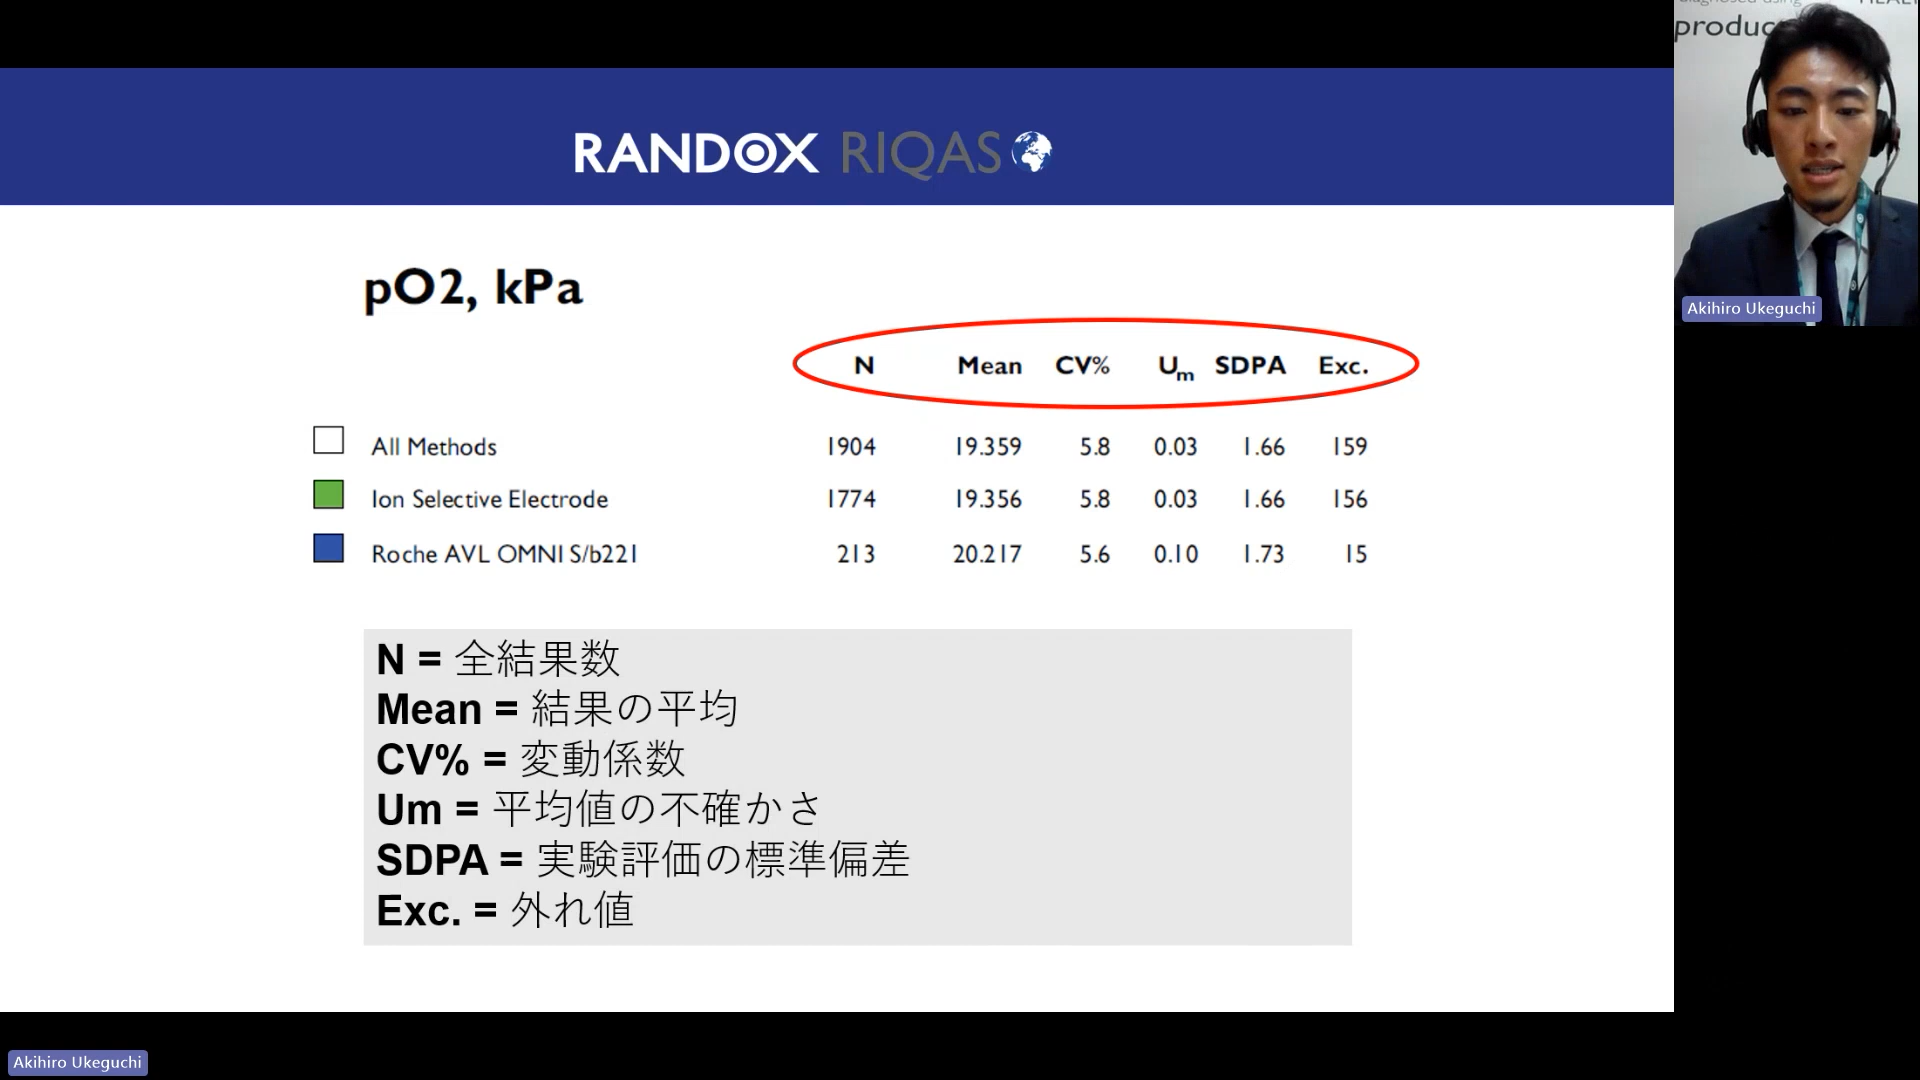 RANDOX RIQAS
pO2, kPa
N Mean CV% Um SDPA Exc.
All Methods 1904 19.359 5.8 0.03 1.66 159
Ion Selective Electrode 1774 19.356 5.8 0.03 1.66 156
Roche AVL OMNI S/b221 213 20.217 5.6 0.10 1.73 15
N = 全結果数
Mean = 結果の平均
CV% = 変動係数
Um = 平均値の不確かさ
SDPA = 実験評価の標準偏差
Exc. = 外れ値
Akihiro Ukeguchi
produc
Akihiro Ukeguchi